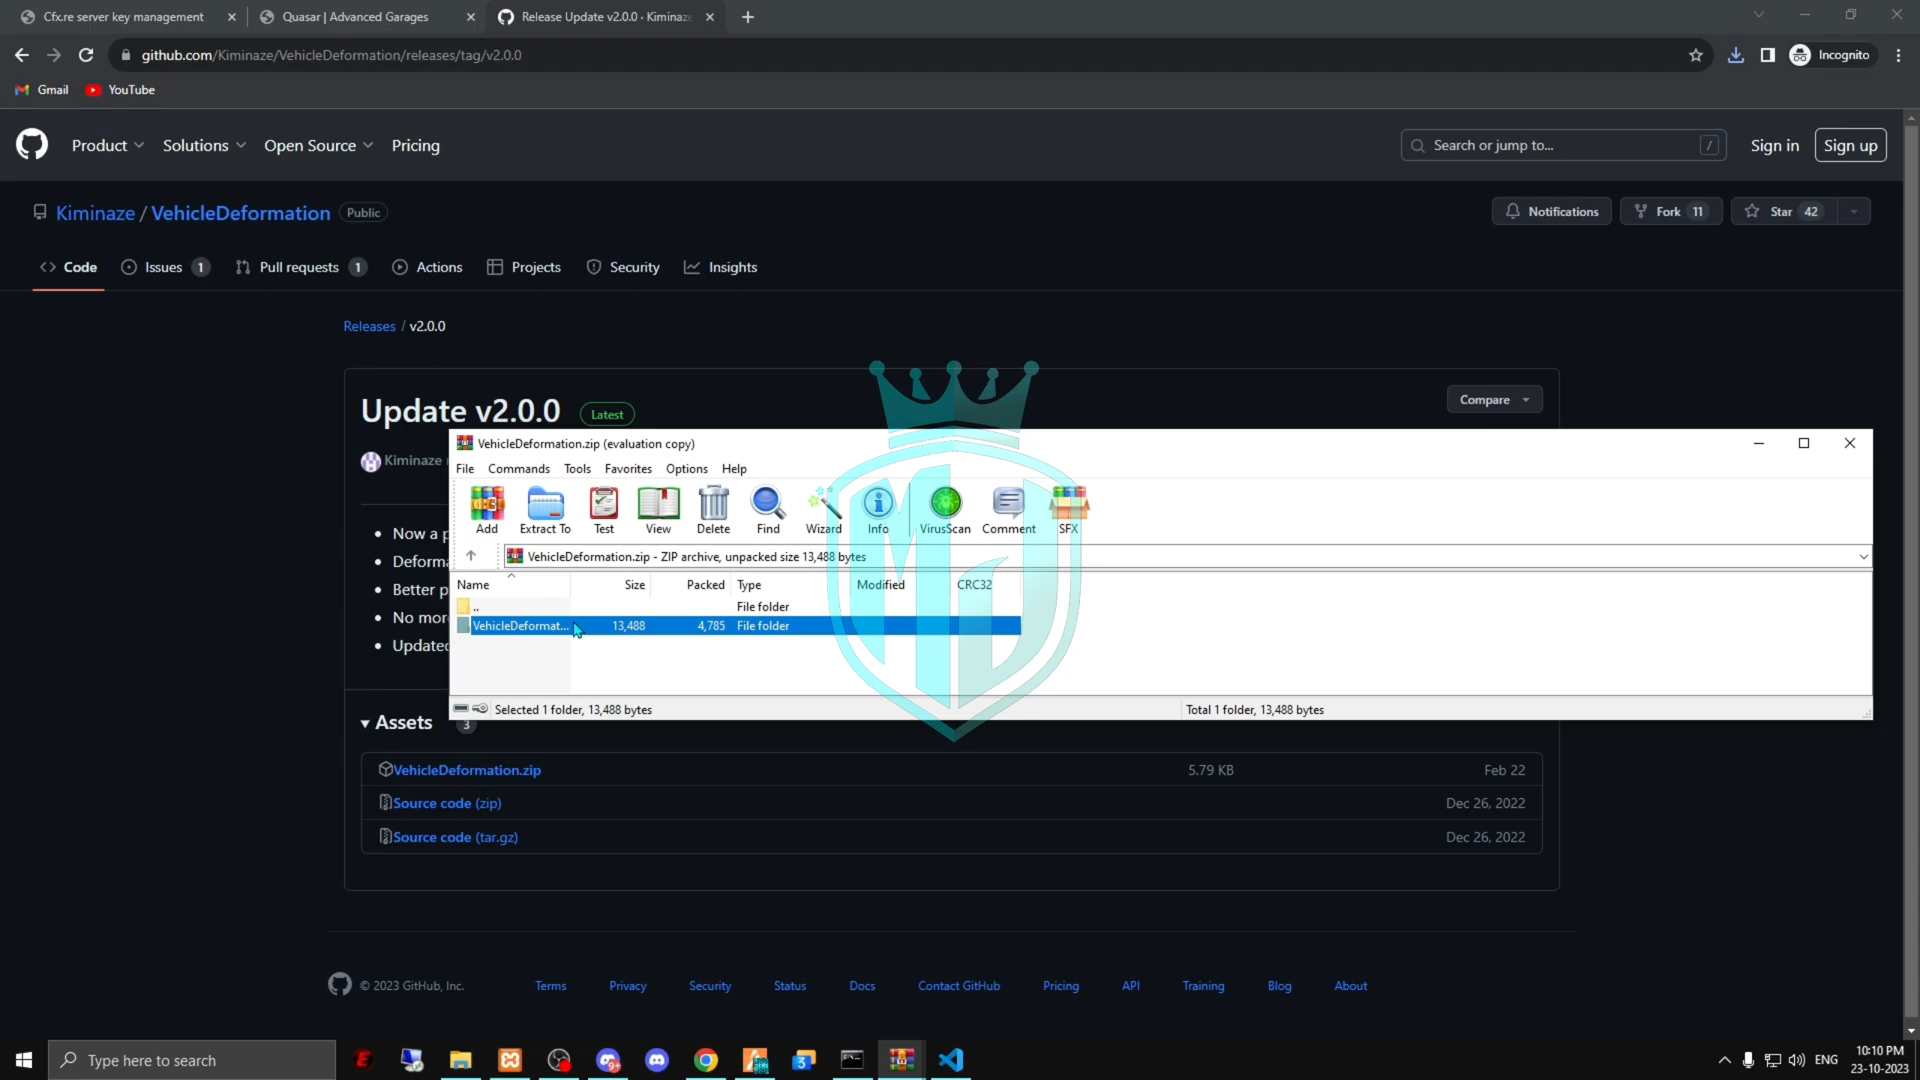 Cfx.re server key management
Quasar | Advanced Garages
Release Update v2.0.0 · Kiminaze
github.com/Kiminaze/VehicleDeformation/releases/tag/v2.0.0
Incognito
Gmail
YouTube
Product
Solutions
Open Source
Pricing
Search or jump to...
/
Sign in
Sign up
Kiminaze / VehicleDeformation
Public
Notifications
Fork 11
Star 42
Code
Issues 1
Pull requests 1
Actions
Projects
Security
Insights
Releases / v2.0.0
Update v2.0.0
Latest
Compare
Kiminaze
VehicleDeformation.zip (evaluation copy)
File Commands Tools Favorites Options Help
Add
Extract To
Test
View
Delete
Find
Wizard
Info
VirusScan
Comment
SFX
VehicleDeformation.zip - ZIP archive, unpacked size 13,488 bytes
Name Size Packed Type Modified CRC32
.. File folder
VehicleDeformat... 13,488 4,785 File folder
Selected 1 folder, 13,488 bytes
Total 1 folder, 13,488 bytes
Now a p
Deforma
Better p
No mor
Updated
Assets 3
VehicleDeformation.zip 5.79 KB Feb 22
Source code (zip) Dec 26, 2022
Source code (tar.gz) Dec 26, 2022
© 2023 GitHub, Inc.
Terms
Privacy
Security
Status
Docs
Contact GitHub
Pricing
API
Training
Blog
About
Type here to search
9+
3
ENG
10:10 PM
23-10-2023